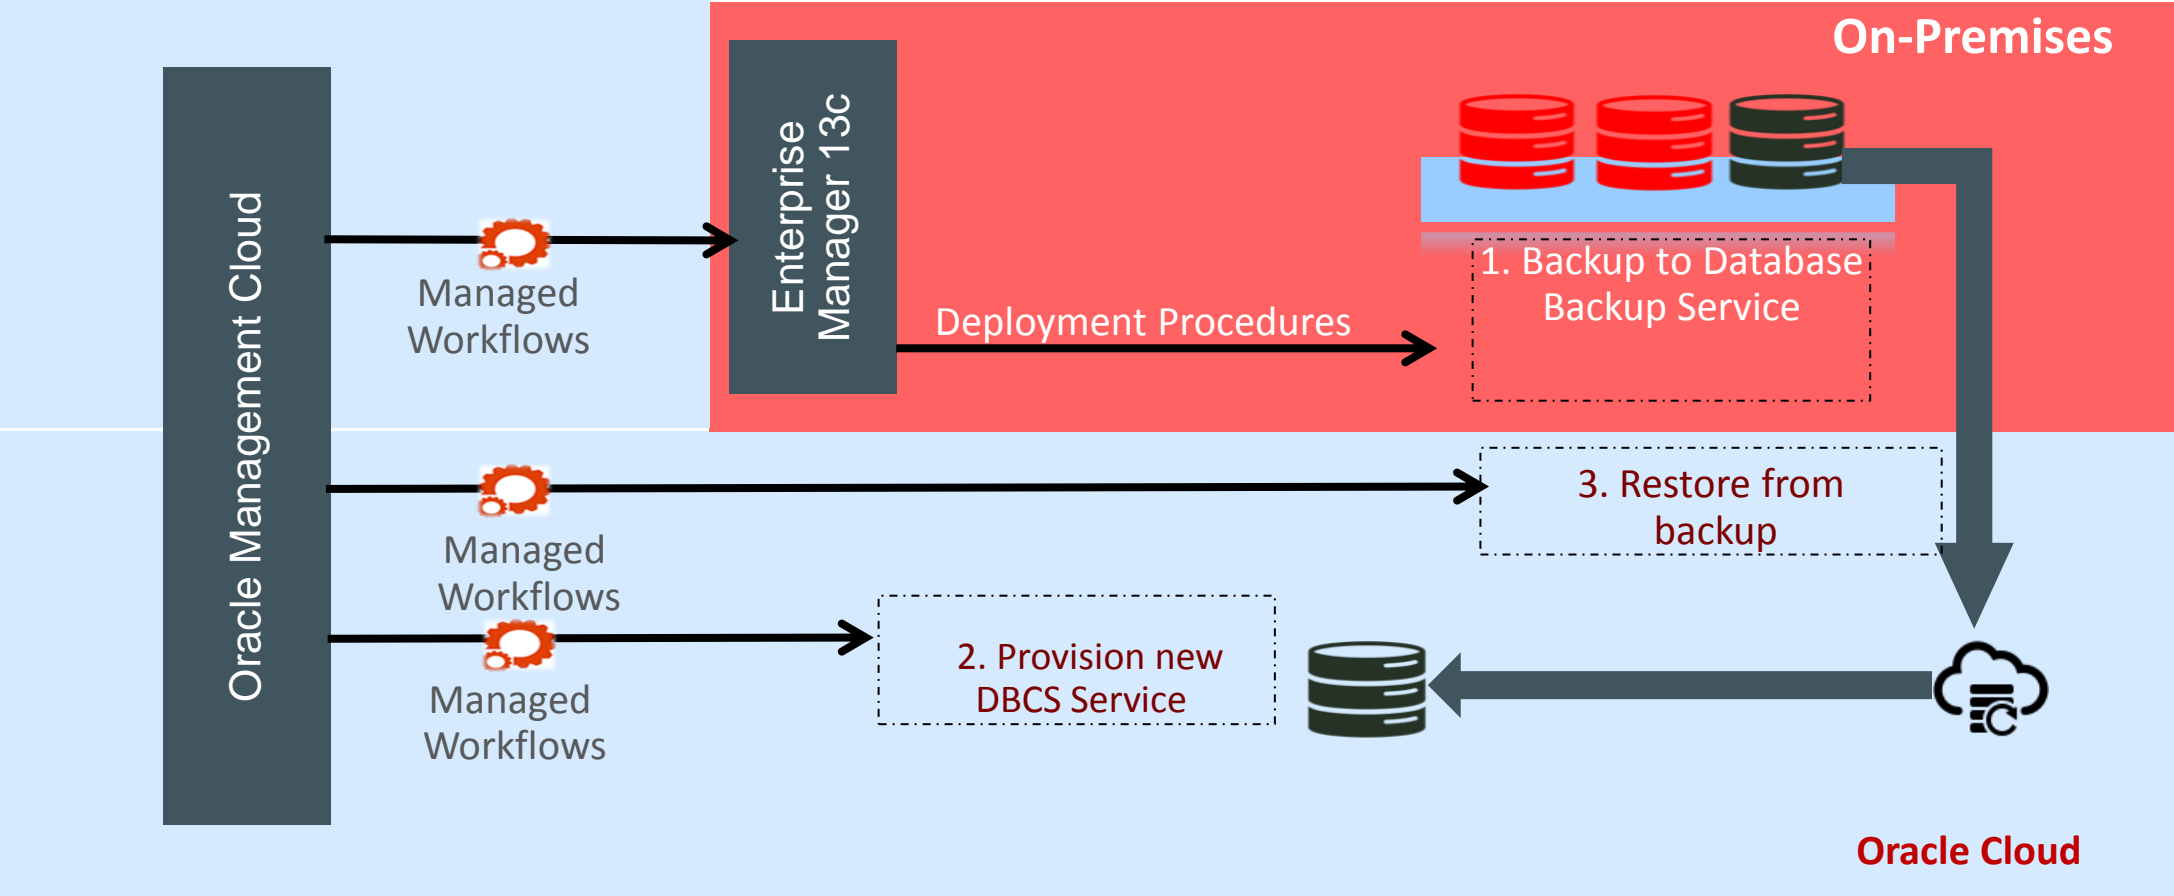 On-Premises
Oracle Management Cloud
Enterprise
Manager 13c
Managed
Workflows
Deployment Procedures
1. Backup to Database
Backup Service
3. Restore from
backup
Managed
Workflows
2. Provision new
DBCS Service
Managed
Workflows
Oracle Cloud